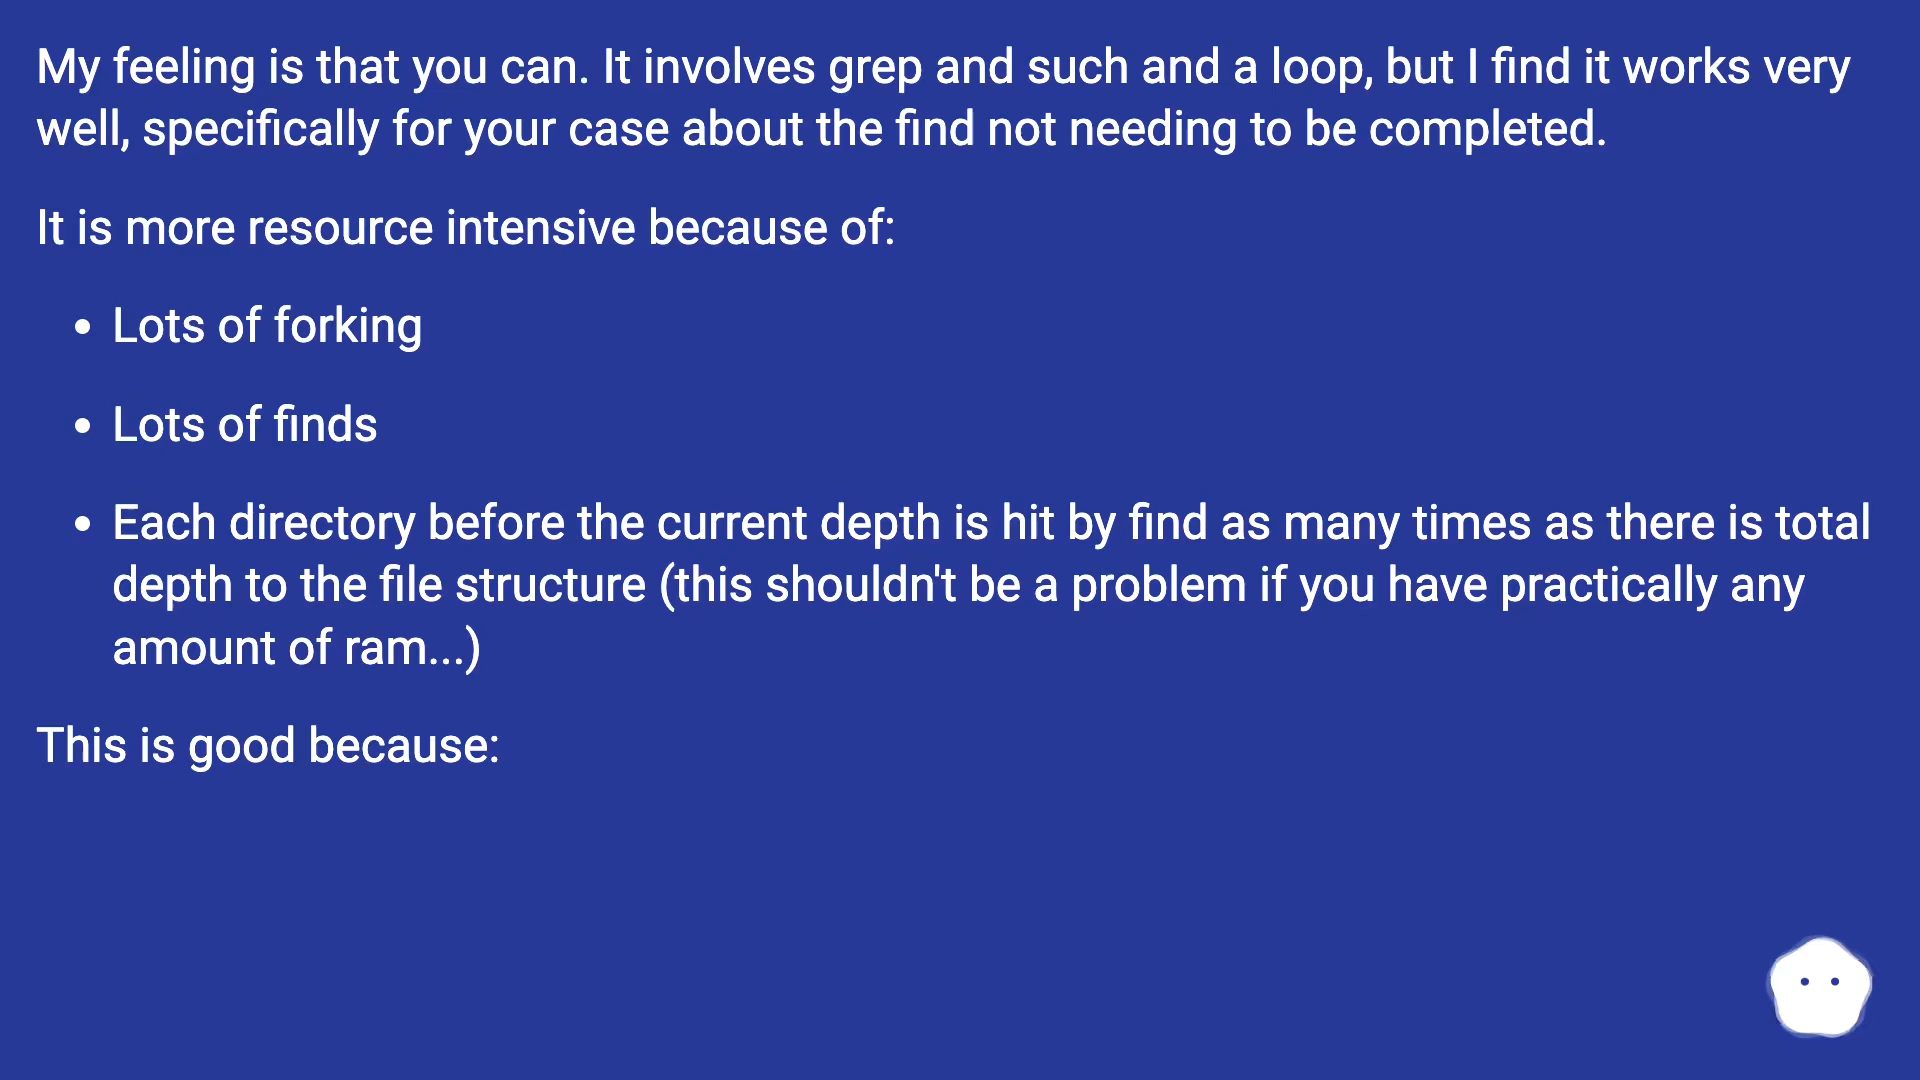 My feeling is that you can. It involves grep and such and a loop, but I find it works very
well, specifically for your case about the find not needing to be completed.
It is more resource intensive because of:
• Lots of forking
• Lots of finds
• Each directory before the current depth is hit by find as many times as there is total
depth to the file structure (this shouldn't be a problem if you have practically any
amount of ram...)
This is good because: